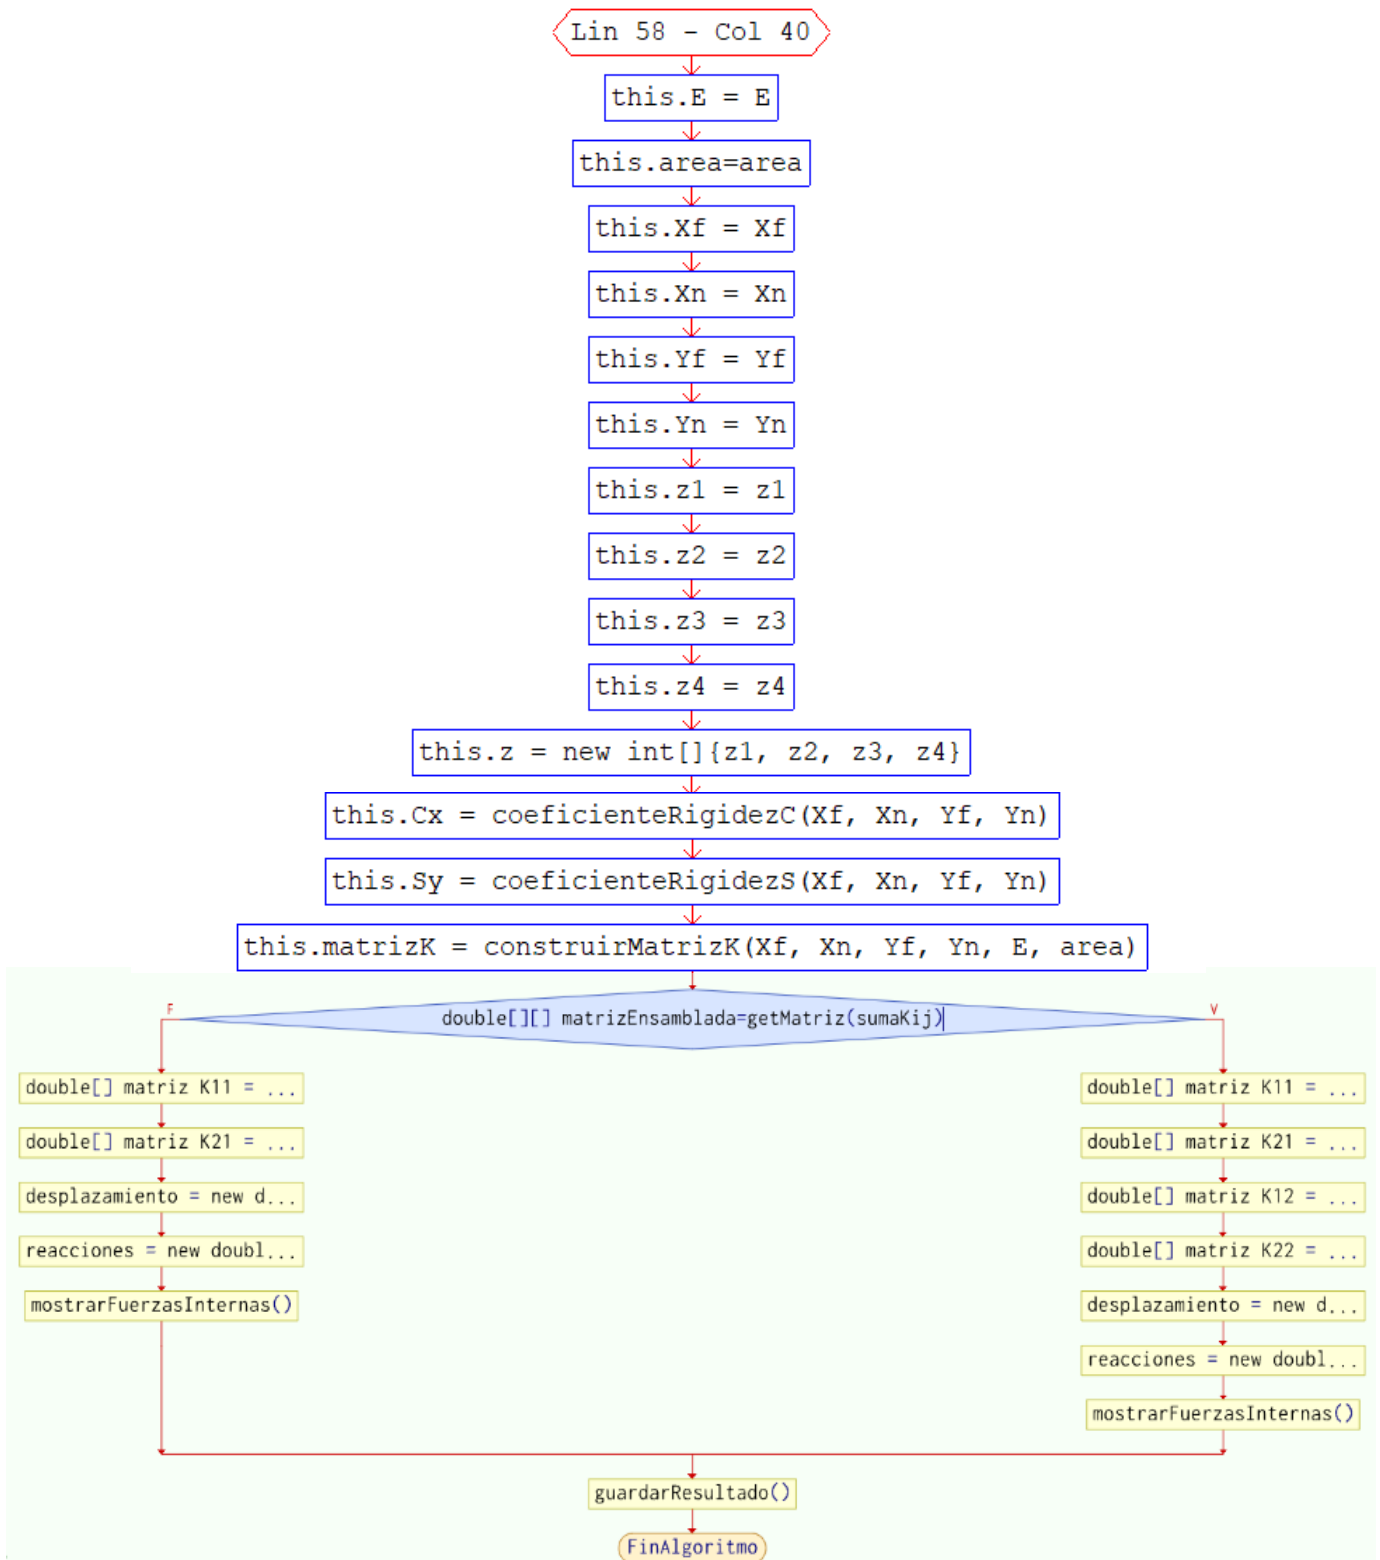 Lin 58 - Col 40
this.E = E
this.area=area
this.Xf = Xf
this.Xn = Xn
this.Yf = Yf
this.Yn = Yn
this.z1 = z1
this.z2 = z2
this.z3 = z3
this.z4 = z4
this.z = new int[]{z1, z2, z3, z4}
this.Cx = coeficienteRigidezC(Xf, Xn, Yf, Yn)
this.Sy = coeficienteRigidezS(Xf, Xn, Yf, Yn)
this.matrizK = construirMatrizK(Xf, Xn, Yf, Yn, E, area)
double[][] matrizEnsamblada=getMatriz(sumaKij)
F
double[] matriz K11 = ...
double[] matriz K21 = ...
desplazamiento = new d...
reacciones = new doubl...
mostrarFuerzasInternas()
V
double[] matriz K11 = ...
double[] matriz K21 = ...
double[] matriz K12 = ...
double[] matriz K22 = ...
desplazamiento = new d...
reacciones = new doubl...
mostrarFuerzasInternas()
guardarResultado()
FinAlgoritmo